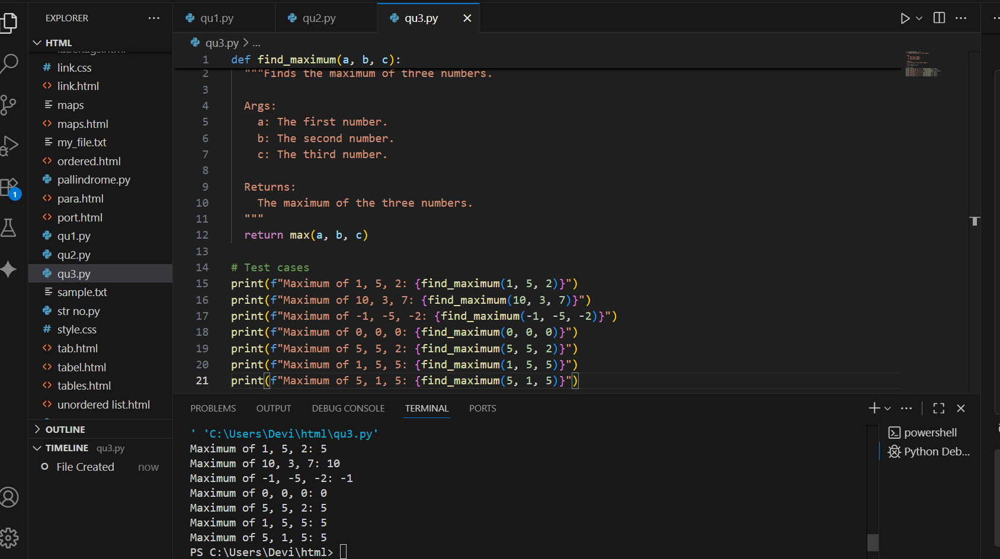 EXPLORER
HTML
link.css
link.html
maps
maps.html
my_file.txt
ordered.html
pallindrome.py
para.html
port.html
qu1.py
qu2.py
qu3.py
sample.txt
str no.py
style.css
tab.html
tabel.html
tables.html
unordered list.html
OUTLINE
TIMELINE qu3.py
File Created now
1
qu1.py qu2.py qu3.py
qu3.py > ...
1 def find_maximum(a, b, c):
2 """Finds the maximum of three numbers.
3
4 Args:
5 a: The first number.
6 b: The second number.
7 c: The third number.
8
9 Returns:
10 The maximum of the three numbers.
11 """
12 return max(a, b, c)
13
14 # Test cases
15 print(f"Maximum of 1, 5, 2: {find_maximum(1, 5, 2)}")
16 print(f"Maximum of 10, 3, 7: {find_maximum(10, 3, 7)}")
17 print(f"Maximum of -1, -5, -2: {find_maximum(-1, -5, -2)}")
18 print(f"Maximum of 0, 0, 0: {find_maximum(0, 0, 0)}")
19 print(f"Maximum of 5, 5, 2: {find_maximum(5, 5, 2)}")
20 print(f"Maximum of 1, 5, 5: {find_maximum(1, 5, 5)}")
21 print(f"Maximum of 5, 1, 5: {find_maximum(5, 1, 5)}")
PROBLEMS OUTPUT DEBUG CONSOLE TERMINAL PORTS
' 'C:\Users\Devi\html\qu3.py'
Maximum of 1, 5, 2: 5
Maximum of 10, 3, 7: 10
Maximum of -1, -5, -2: -1
Maximum of 0, 0, 0: 0
Maximum of 5, 5, 2: 5
Maximum of 1, 5, 5: 5
Maximum of 5, 1, 5: 5
PS C:\Users\Devi\html>
powershell
Python Deb...